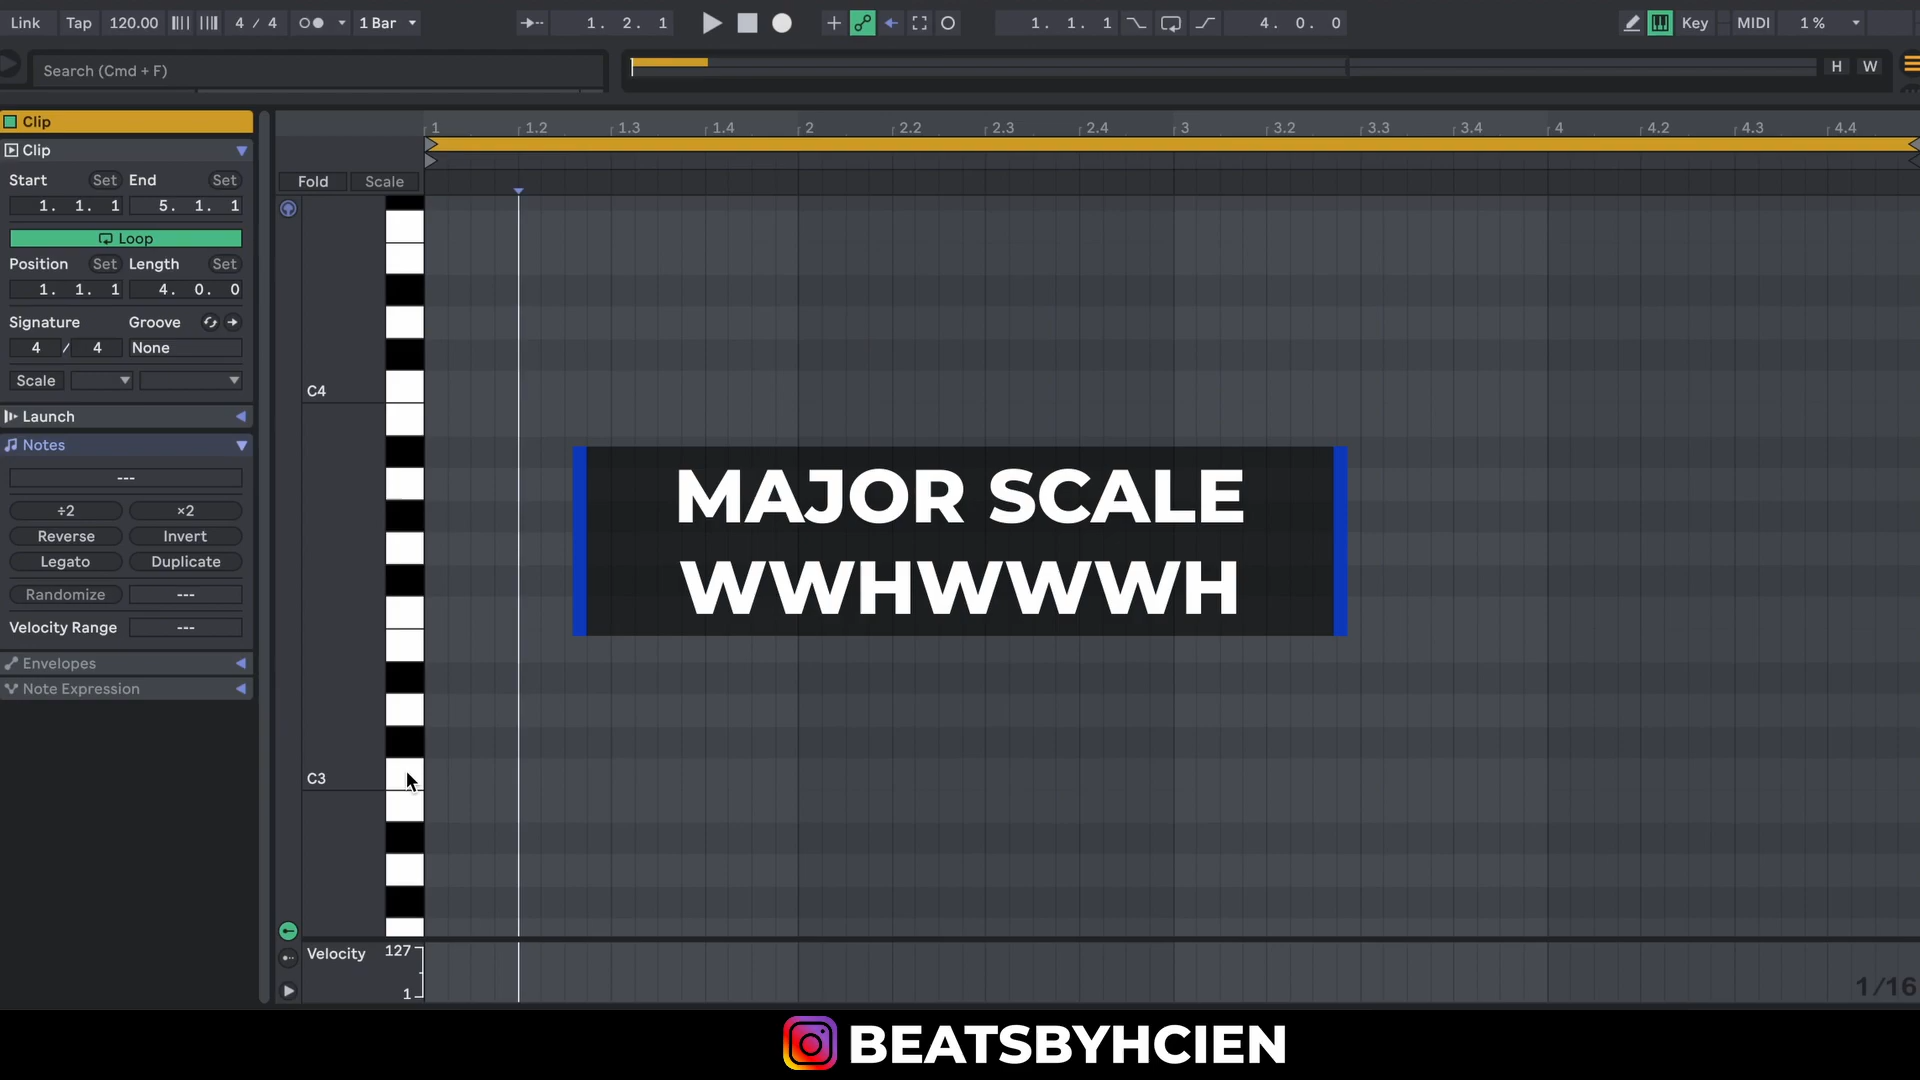 Link Tap 120.00 4 / 4 1 Bar 1. 2. 1 1. 1. 1 4. 0. 0 Key MIDI 1 %
Search (Cmd + F) H W
Clip
Clip
Start Set End Set
1. 1. 1 5. 1. 1
Loop
Position Set Length Set
1. 1. 1 4. 0. 0
Signature Groove
4 / 4 None
Scale
Launch
Notes
---
÷2 ×2
Reverse Invert
Legato Duplicate
Randomize ---
Velocity Range ---
Envelopes
Note Expression
1 1.2 1.3 1.4 2 2.2 2.3 2.4 3 3.2 3.3 3.4 4 4.2 4.3 4.4
Fold Scale
C4
MAJOR SCALE
WWHWWWH
C3
Velocity 127
1
1/16
BEATSBYHCIEN